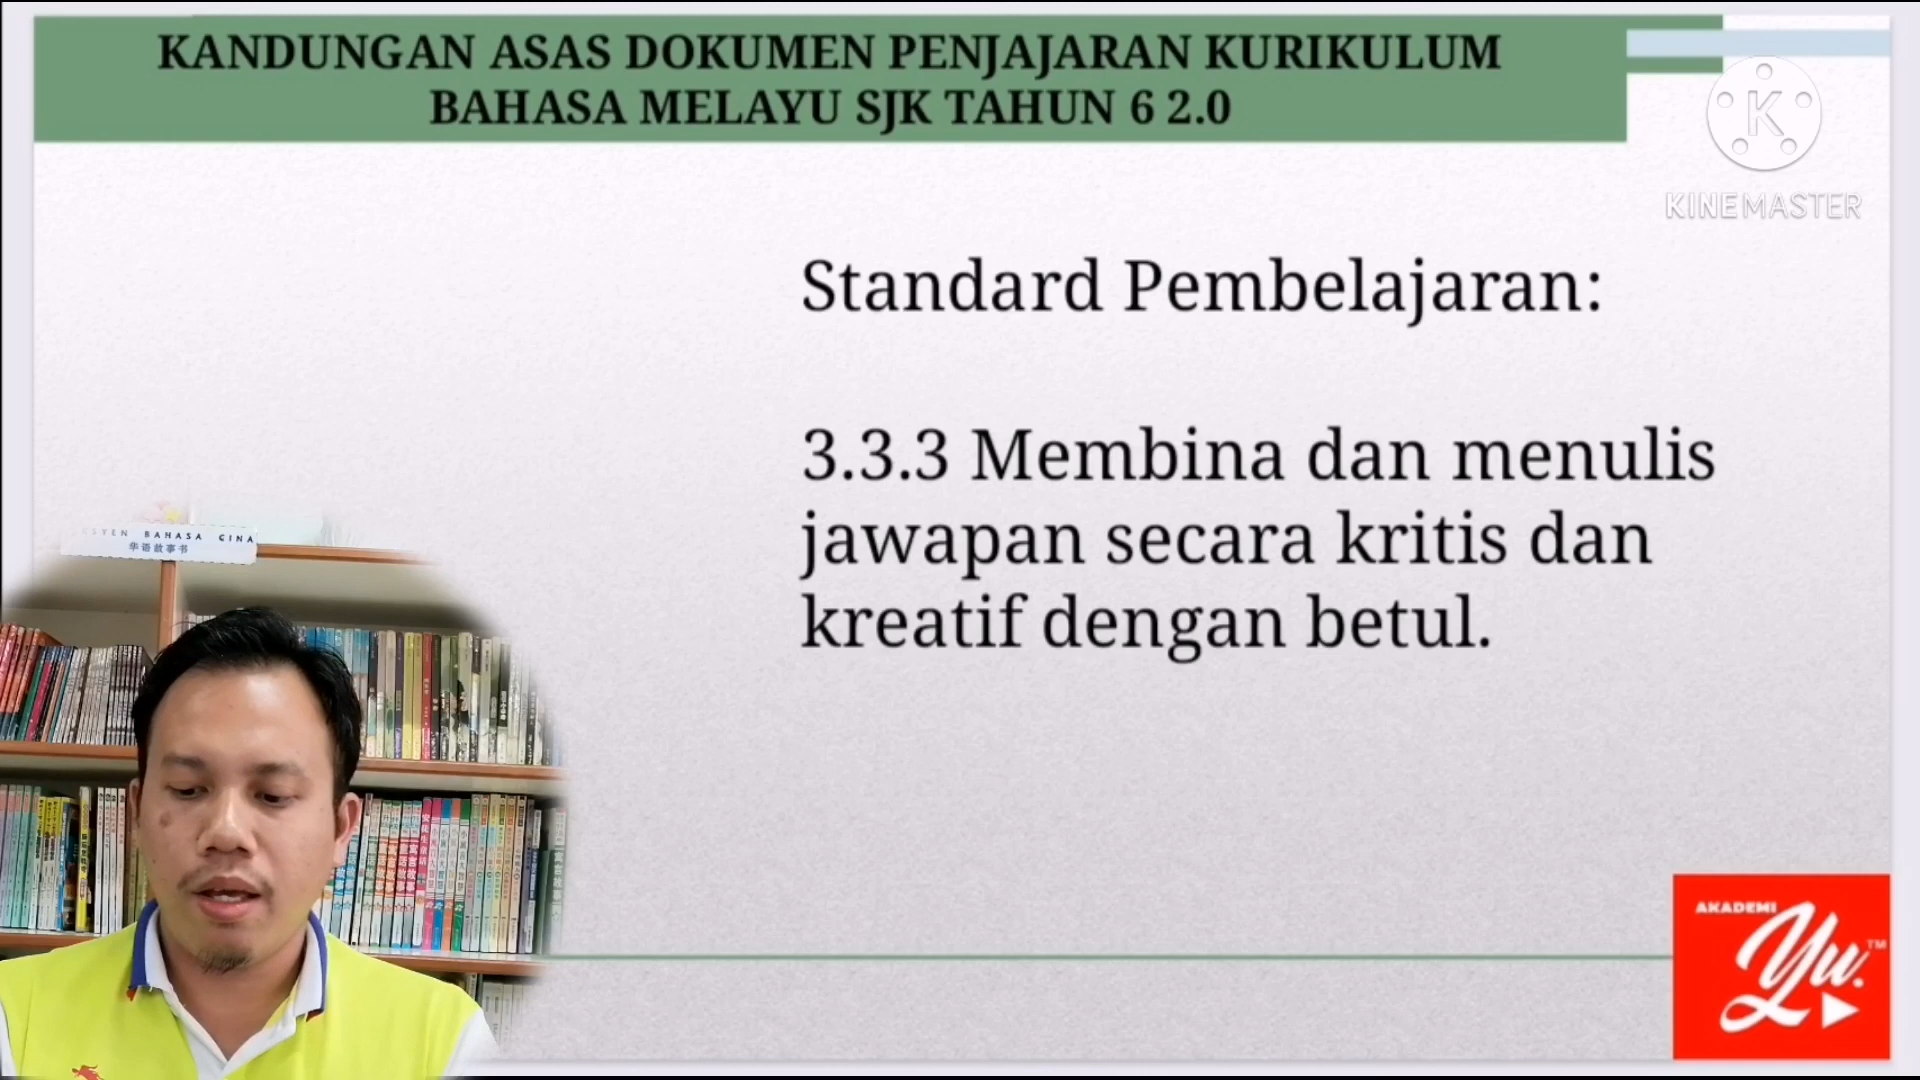 KANDUNGAN ASAS DOKUMEN PENJAJARAN KURIKULUM
BAHASA MELAYU SJK TAHUN 6 2.0
K
KINEMASTER
Standard Pembelajaran:
3.3.3 Membina dan menulis
jawapan secara kritis dan
kreatif dengan betul.
BAHASA CINA
华语故事书
AKADEMI
Yu.
TM